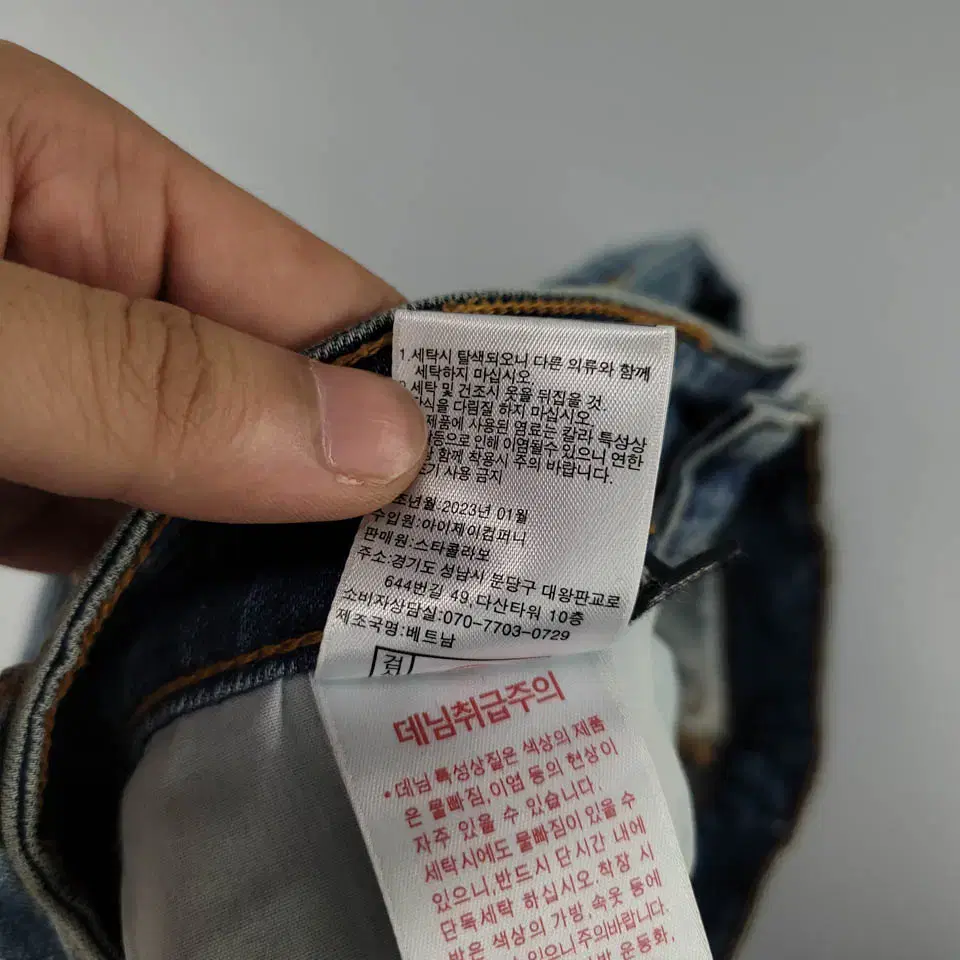 1.세탁시 탈색되오니 다른 의류와 함께
세탁하지 마십시오.
세탁 및 건조시 옷을 뒤집을 것.
다림질 하지 마십시오.
제품에 사용된 염료는 칼라 특성상
등으로 인해 이염될수있으니 연한
함께 착용시 주의 바랍니다.
사용 금지
조년월:2023년 01월
수입원:아이제이컴퍼니
판매원:스타콜라보
주소:경기도 성남시 분당구 대왕판교로
644번길 49,다산타워 10층
소비자상담실:070-7703-0729
제조국명:베트남
검
데님취급주의
•데님 특성상질은 색상의 제품
은 물빠짐,이염 등의 현상이
자주 있을 수 있습니다.
세탁시에도 물빠짐이 있을 수
있으니,반드시 단시간 내에
단독세탁 하십시오.착장 시
밝은 색상의 가방,속옷 등에
수 있으니주의바랍니다.
운동화,